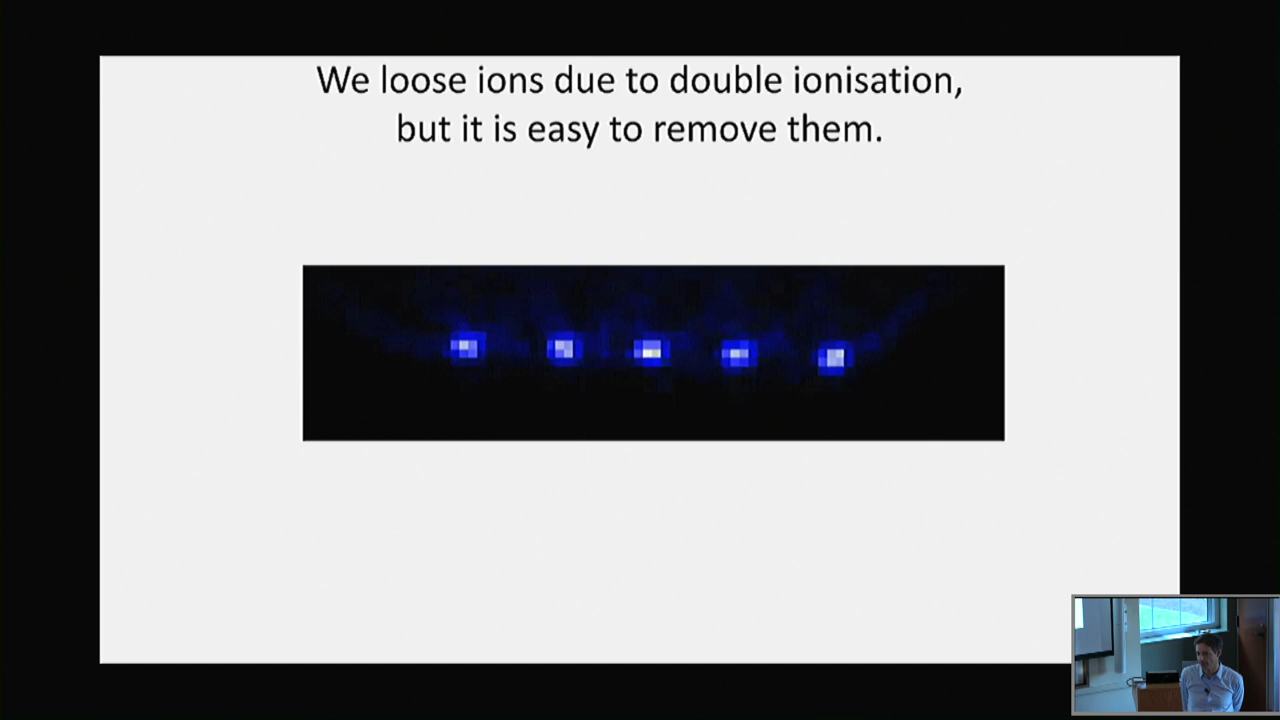 We loose ions due to double ionisation,
but it is easy to remove them.